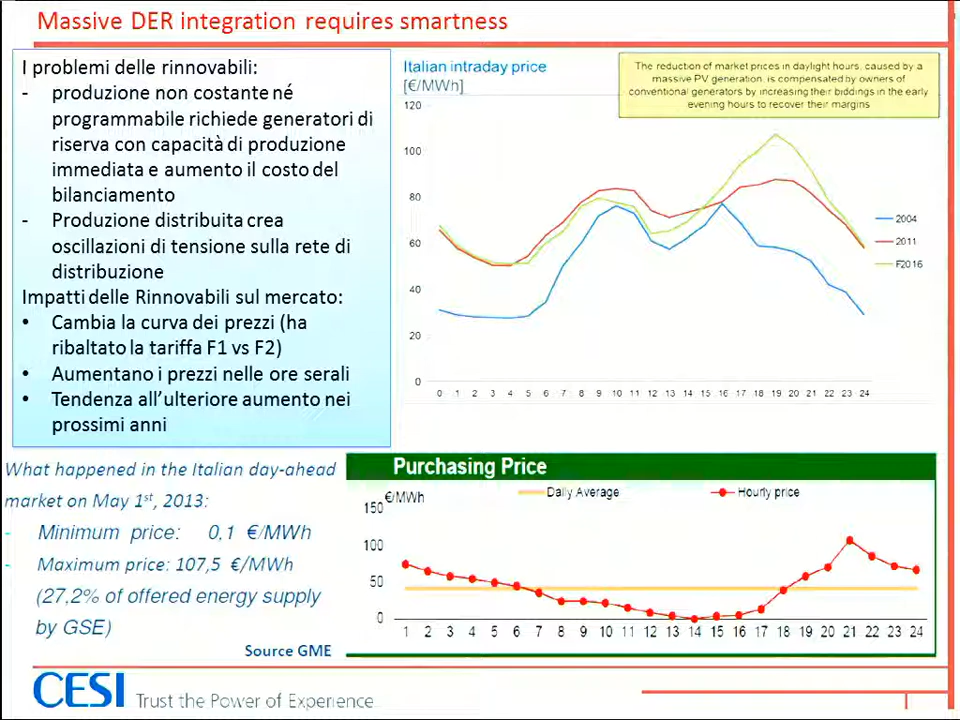 Massive DER integration requires smartness
I problemi delle rinnovabili:
- produzione non costante né
programmabile richiede generatori di
riserva con capacità di produzione
immediata e aumento il costo del
bilanciamento
- Produzione distribuita crea
oscillazioni di tensione sulla rete di
distribuzione
Impatti delle Rinnovabili sul mercato:
• Cambia la curva dei prezzi (ha
ribaltato la tariffa F1 vs F2)
• Aumentano i prezzi nelle ore serali
• Tendenza all'ulteriore aumento nei
prossimi anni
Italian intraday price
[€/MWh]
The reduction of market prices in daylight hours, caused by a
massive PV generation, is compensated by owners of
conventional generators by increasing their biddings in the early
evening hours to recover their margins
120
100
80
60
40
20
0
0 1 2 3 4 5 6 7 8 9 10 11 12 13 14 15 16 17 18 19 20 21 22 23 24
2004
2011
F2016
What happened in the Italian day-ahead
market on May 1st, 2013:
- Minimum price: 0,1 €/MWh
- Maximum price: 107,5 €/MWh
(27,2% of offered energy supply
by GSE)
Source GME
Purchasing Price
€/MWh
Daily Average
Hourly price
150
100
50
0
1 2 3 4 5 6 7 8 9 10 11 12 13 14 15 16 17 18 19 20 21 22 23 24
CESI Trust the Power of Experience